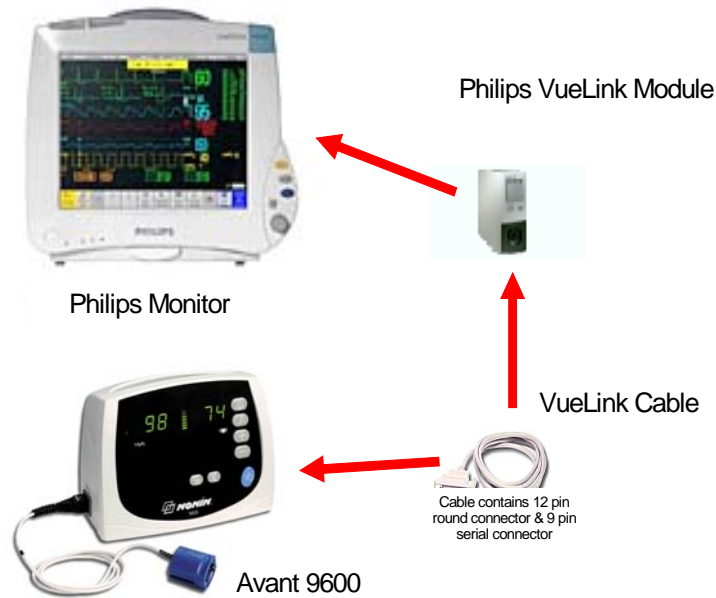 Philips VueLink Module
PHILIPS
Philips Monitor
VueLink Cable
98 74
NONIN
Cable contains 12 pin
round connector & 9 pin
serial connector
Avant 9600